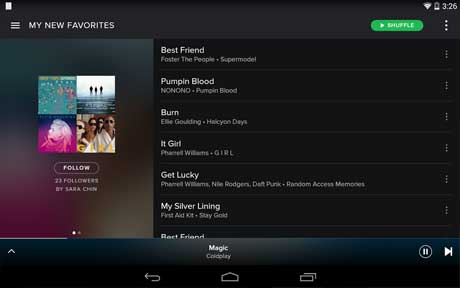 3:26
MY NEW FAVORITES
SHUFFLE
FOLLOW
23 FOLLOWERS
BY SARA CHIN
Best Friend
Foster The People • Supermodel
Pumpin Blood
NONONO • Pumpin Blood
Burn
Ellie Goulding • Halcyon Days
It Girl
Pharrell Williams • G I R L
Get Lucky
Pharrell Williams, Nile Rodgers, Daft Punk • Random Access Memories
My Silver Lining
First Aid Kit • Stay Gold
Best Friend
Magic
Coldplay